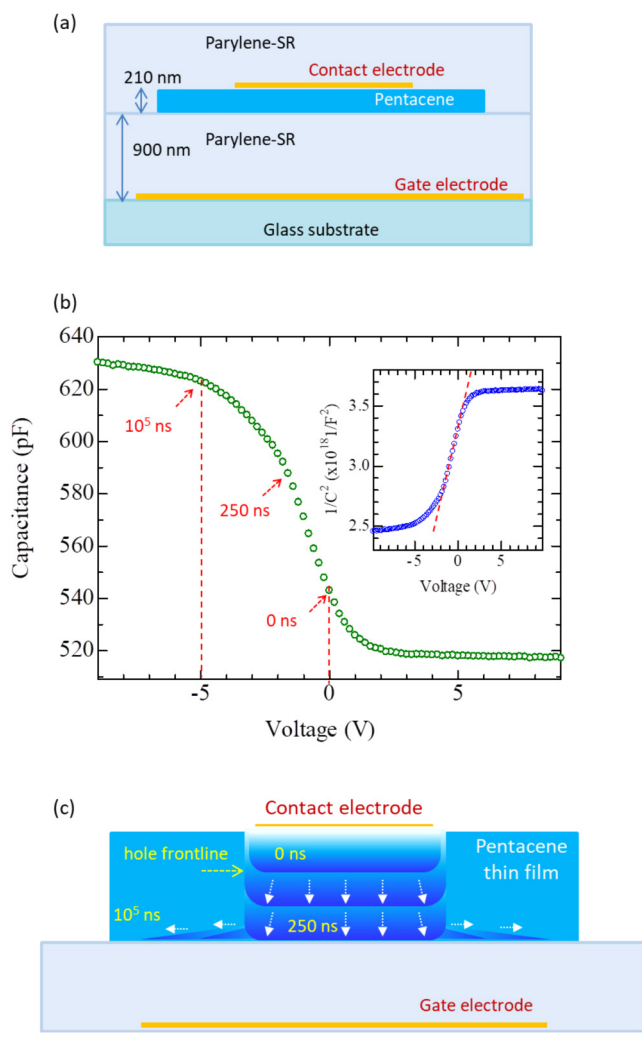 (a)
Parylene-SR
Contact electrode
210 nm
Pentacene
Parylene-SR
900 nm
Gate electrode
Glass substrate
(b)
640
620
600
580
560
540
520
Capacitance (pF)
10⁵ ns
250 ns
0 ns
-5
0
5
Voltage (V)
3.5
3.0
2.5
1/C² (x10¹⁸1/F²)
-5
0
5
Voltage (V)
(c)
Contact electrode
hole frontline
0 ns
Pentacene
thin film
10⁵ ns
250 ns
Gate electrode